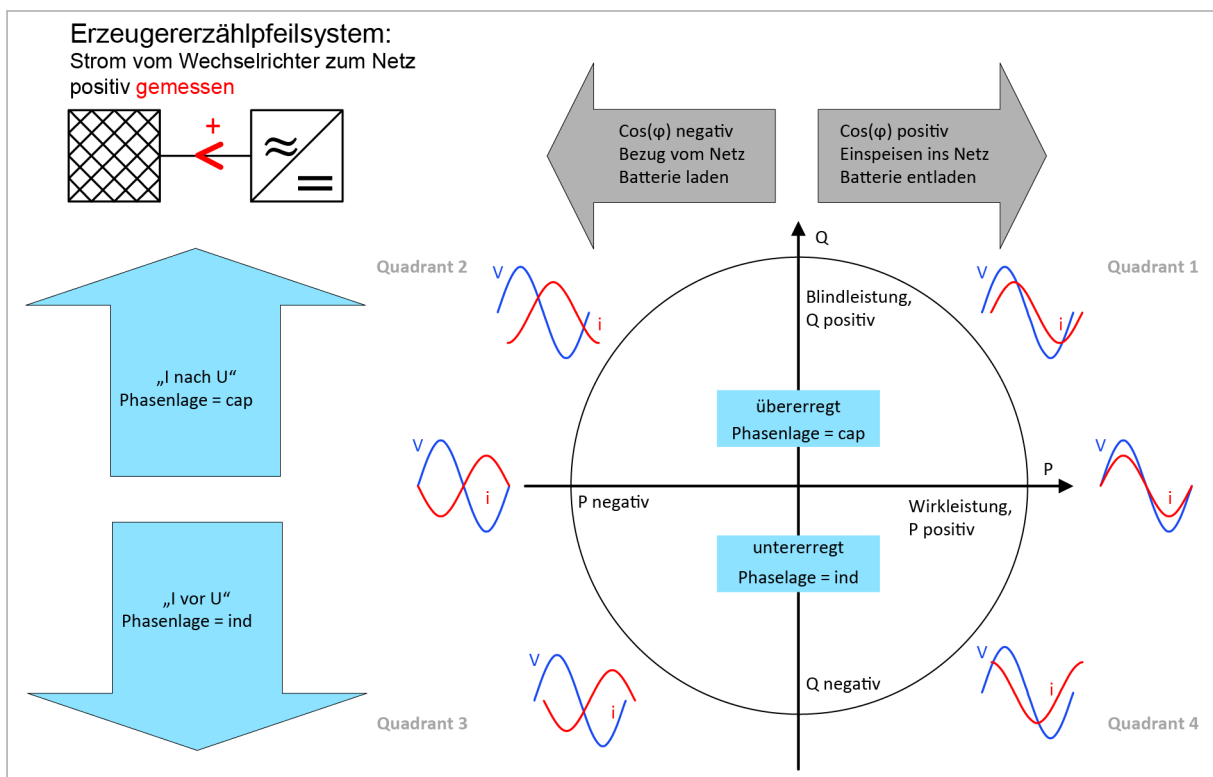 Erzeugererzählpfeilsystem:
Strom vom Wechselrichter zum Netz
positiv gemessen
+
Cos(φ) negativ
Bezug vom Netz
Batterie laden
Cos(φ) positiv
Einspeisen ins Netz
Batterie entladen
Q
Quadrant 2
V
i
Blindleistung,
Q positiv
V
i
Quadrant 1
„I nach U“
Phasenlage = cap
übererregt
Phasenlage = cap
V
i
P negativ
P
Wirkleistung,
P positiv
V
i
untererregt
Phaselage = ind
„I vor U“
Phasenlage = ind
V
i
Quadrant 3
Q negativ
V
i
Quadrant 4